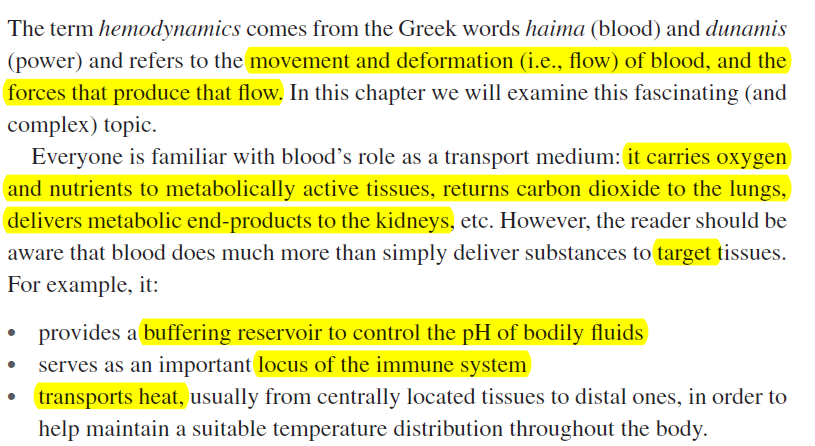 The term hemodynamics comes from the Greek words haima (blood) and dunamis
(power) and refers to the movement and deformation (i.e., flow) of blood, and the
forces that produce that flow. In this chapter we will examine this fascinating (and
complex) topic.
Everyone is familiar with blood's role as a transport medium: it carries oxygen
and nutrients to metabolically active tissues, returns carbon dioxide to the lungs,
delivers metabolic end-products to the kidneys, etc. However, the reader should be
aware that blood does much more than simply deliver substances to target tissues.
For example, it:
• provides a buffering reservoir to control the pH of bodily fluids
• serves as an important locus of the immune system
• transports heat, usually from centrally located tissues to distal ones, in order to
help maintain a suitable temperature distribution throughout the body.